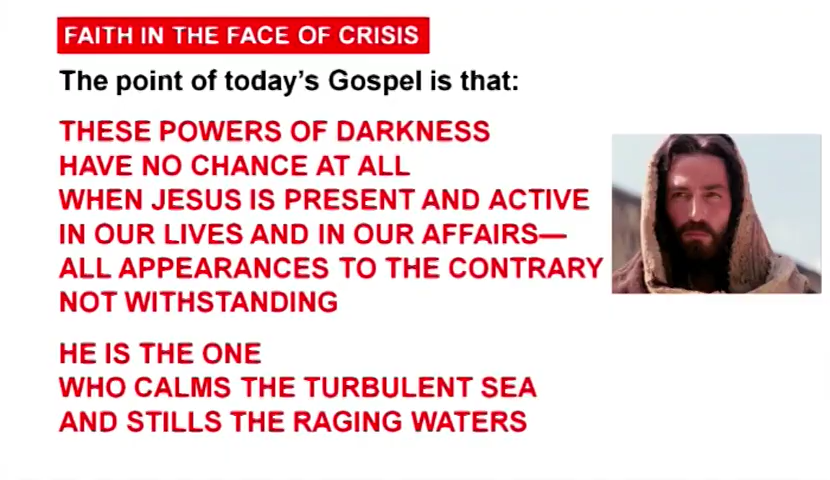 FAITH IN THE FACE OF CRISIS
The point of today's Gospel is that:
THESE POWERS OF DARKNESS
HAVE NO CHANCE AT ALL
WHEN JESUS IS PRESENT AND ACTIVE
IN OUR LIVES AND IN OUR AFFAIRS—
ALL APPEARANCES TO THE CONTRARY
NOT WITHSTANDING
HE IS THE ONE
WHO CALMS THE TURBULENT SEA
AND STILLS THE RAGING WATERS